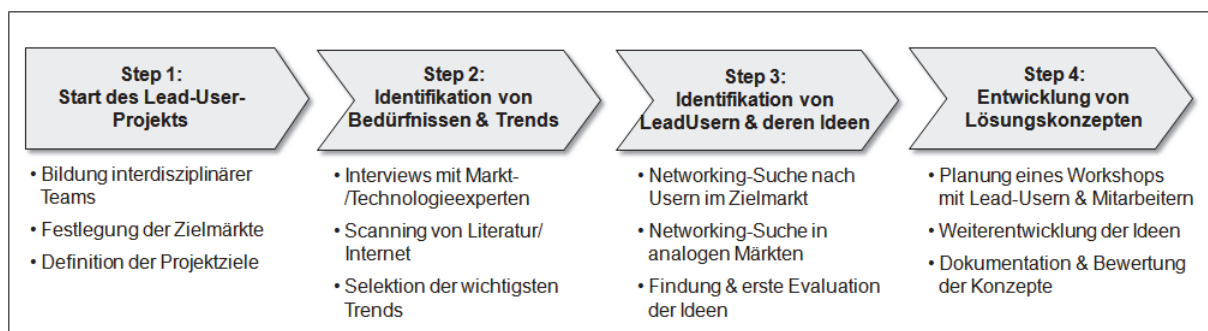 Step 1:
Start des Lead-User-
Projekts
• Bildung interdisziplinärer
Teams
• Festlegung der Zielmärkte
• Definition der Projektziele
Step 2:
Identifikation von
Bedürfnissen & Trends
• Interviews mit Markt-
/Technologieexperten
• Scanning von Literatur/
Internet
• Selektion der wichtigsten
Trends
Step 3:
Identifikation von
LeadUsern & deren Ideen
• Networking-Suche nach
Usern im Zielmarkt
• Networking-Suche in
analogen Märkten
• Findung & erste Evaluation
der Ideen
Step 4:
Entwicklung von
Lösungskonzepten
• Planung eines Workshops
mit Lead-Usern & Mitarbeitern
• Weiterentwicklung der Ideen
• Dokumentation & Bewertung
der Konzepte